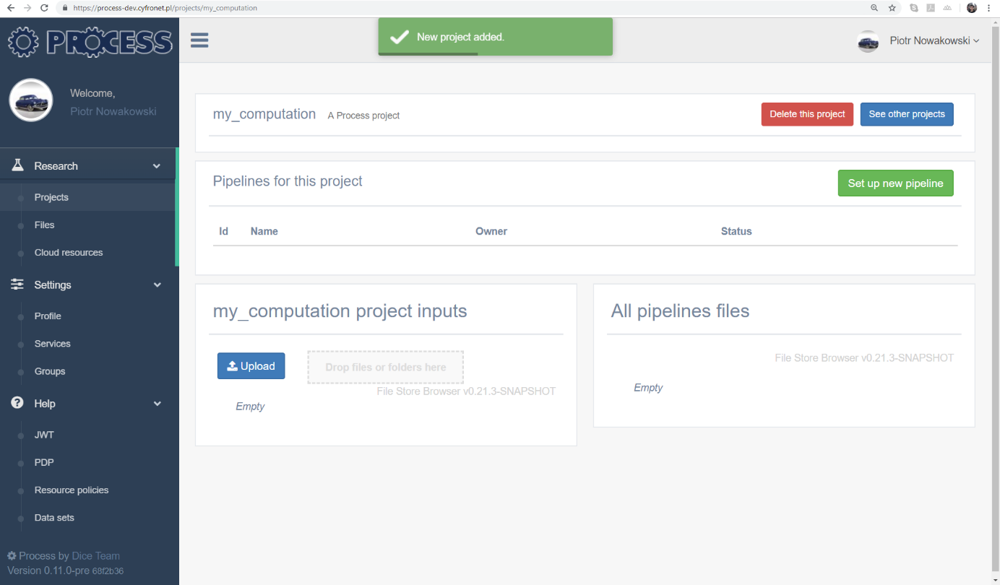 https://process-dev.cyfronet.pl/projects/my_computation
PROCESS
New project added.
Piotr Nowakowski
Welcome,
Piotr Nowakowski
Research
Projects
Files
Cloud resources
Settings
Profile
Services
Groups
Help
JWT
PDP
Resource policies
Data sets
Process by Dice Team
Version 0.11.0-pre 68f2b36
my_computation A Process project
Delete this project
See other projects
Pipelines for this project
Set up new pipeline
Id Name Owner Status
my_computation project inputs
Upload
Drop files or folders here
File Store Browser v0.21.3-SNAPSHOT
Empty
All pipelines files
File Store Browser v0.21.3-SNAPSHOT
Empty